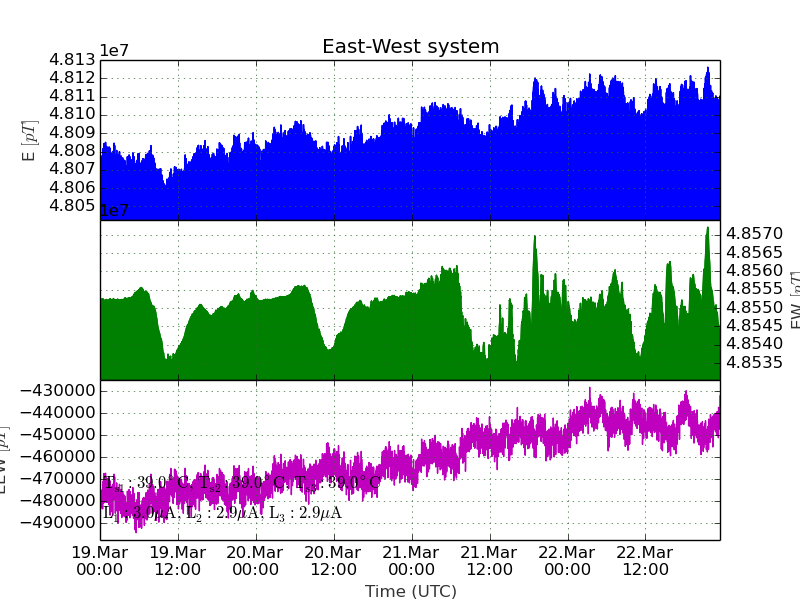 East-West system
1e7
4.813
4.812
4.811
4.810
4.809
4.808
4.807
4.806
4.805
E [pT]
1e7
4.8570
4.8565
4.8560
4.8555
4.8550
4.8545
4.8540
4.8535
EW [pT]
−430000
−440000
−450000
−460000
−470000
−480000
−490000
[pT]
: 39.0 C, T : 39.0 C, T : 39.0 C
L₁ : 3.0μA, L₂ : 2.9μA, L₃ : 2.9μA
19.Mar 19.Mar 20.Mar 20.Mar 21.Mar 21.Mar 22.Mar 22.Mar
00:00 12:00 00:00 12:00 00:00 12:00 00:00 12:00
Time (UTC)